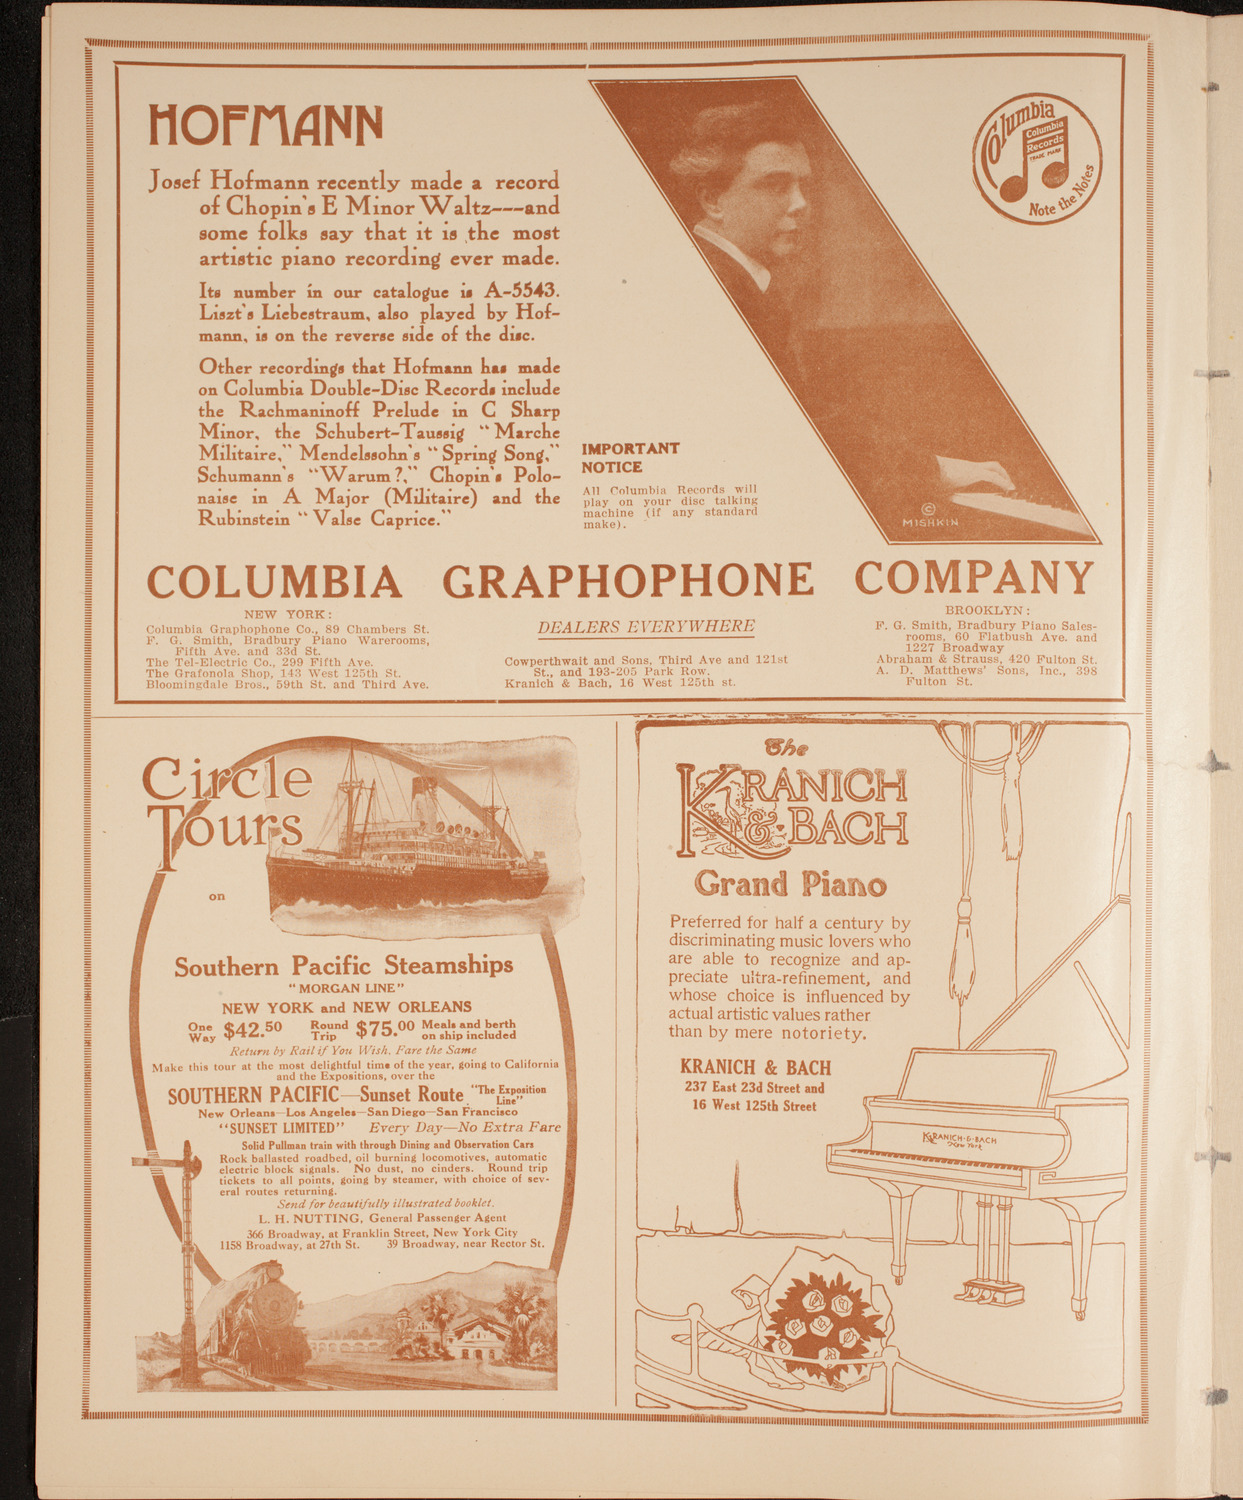 HOFMANN
Josef Hofmann recently made a record
of Chopin's E Minor Waltz---and
some folks say that it is the most
artistic piano recording ever made.
Its number in our catalogue is A-5543.
Liszt's Liebestraum, also played by Hof-
mann, is on the reverse side of the disc.
Other recordings that Hofmann has made
on Columbia Double-Disc Records include
the Rachmaninoff Prelude in C Sharp
Minor, the Schubert-Taussig "Marche
Militaire," Mendelssohn's "Spring Song,"
Schumann's "Warum?," Chopin's Polo-
naise in A Major (Militaire) and the
Rubinstein "Valse Caprice."
IMPORTANT
NOTICE
All Columbia Records will
play on your disc talking
machine (if any standard
make).
©
MISHKIN
Columbia
Columbia
Records
TRADE MARK
Note the Notes
COLUMBIA GRAPHOPHONE COMPANY
NEW YORK:
Columbia Graphophone Co., 89 Chambers St.
F. G. Smith, Bradbury Piano Warerooms,
Fifth Ave. and 33d St.
The Tel-Electric Co., 299 Fifth Ave.
The Grafonola Shop, 143 West 125th St.
Bloomingdale Bros., 59th St. and Third Ave.
DEALERS EVERYWHERE
Cowperthwait and Sons, Third Ave and 121st
St., and 193-205 Park Row.
Kranich & Bach, 16 West 125th st.
BROOKLYN:
F. G. Smith, Bradbury Piano Sales-
rooms, 60 Flatbush Ave. and
1227 Broadway
Abraham & Strauss, 420 Fulton St.
A. D. Matthews' Sons, Inc., 398
Fulton St.
Circle
Tours
on
Southern Pacific Steamships
"MORGAN LINE"
NEW YORK and NEW ORLEANS
One Way $42.50 Round Trip $75.00 Meals and berth on ship included
Return by Rail if You Wish. Fare the Same
Make this tour at the most delightful time of the year, going to California
and the Expositions, over the
SOUTHERN PACIFIC—Sunset Route "The Exposition Line"
New Orleans—Los Angeles—San Diego—San Francisco
"SUNSET LIMITED" Every Day—No Extra Fare
Solid Pullman train with through Dining and Observation Cars
Rock ballasted roadbed, oil burning locomotives, automatic
electric block signals. No dust, no cinders. Round trip
tickets to all points, going by steamer, with choice of sev-
eral routes returning.
Send for beautifully illustrated booklet.
L. H. NUTTING, General Passenger Agent
366 Broadway, at Franklin Street, New York City
1158 Broadway, at 27th St. 39 Broadway, near Rector St.
The
KRANICH
& BACH
Grand Piano
Preferred for half a century by
discriminating music lovers who
are able to recognize and ap-
preciate ultra-refinement, and
whose choice is influenced by
actual artistic values rather
than by mere notoriety.
KRANICH & BACH
237 East 23d Street and
16 West 125th Street
KRANICH-&-BACH
New York